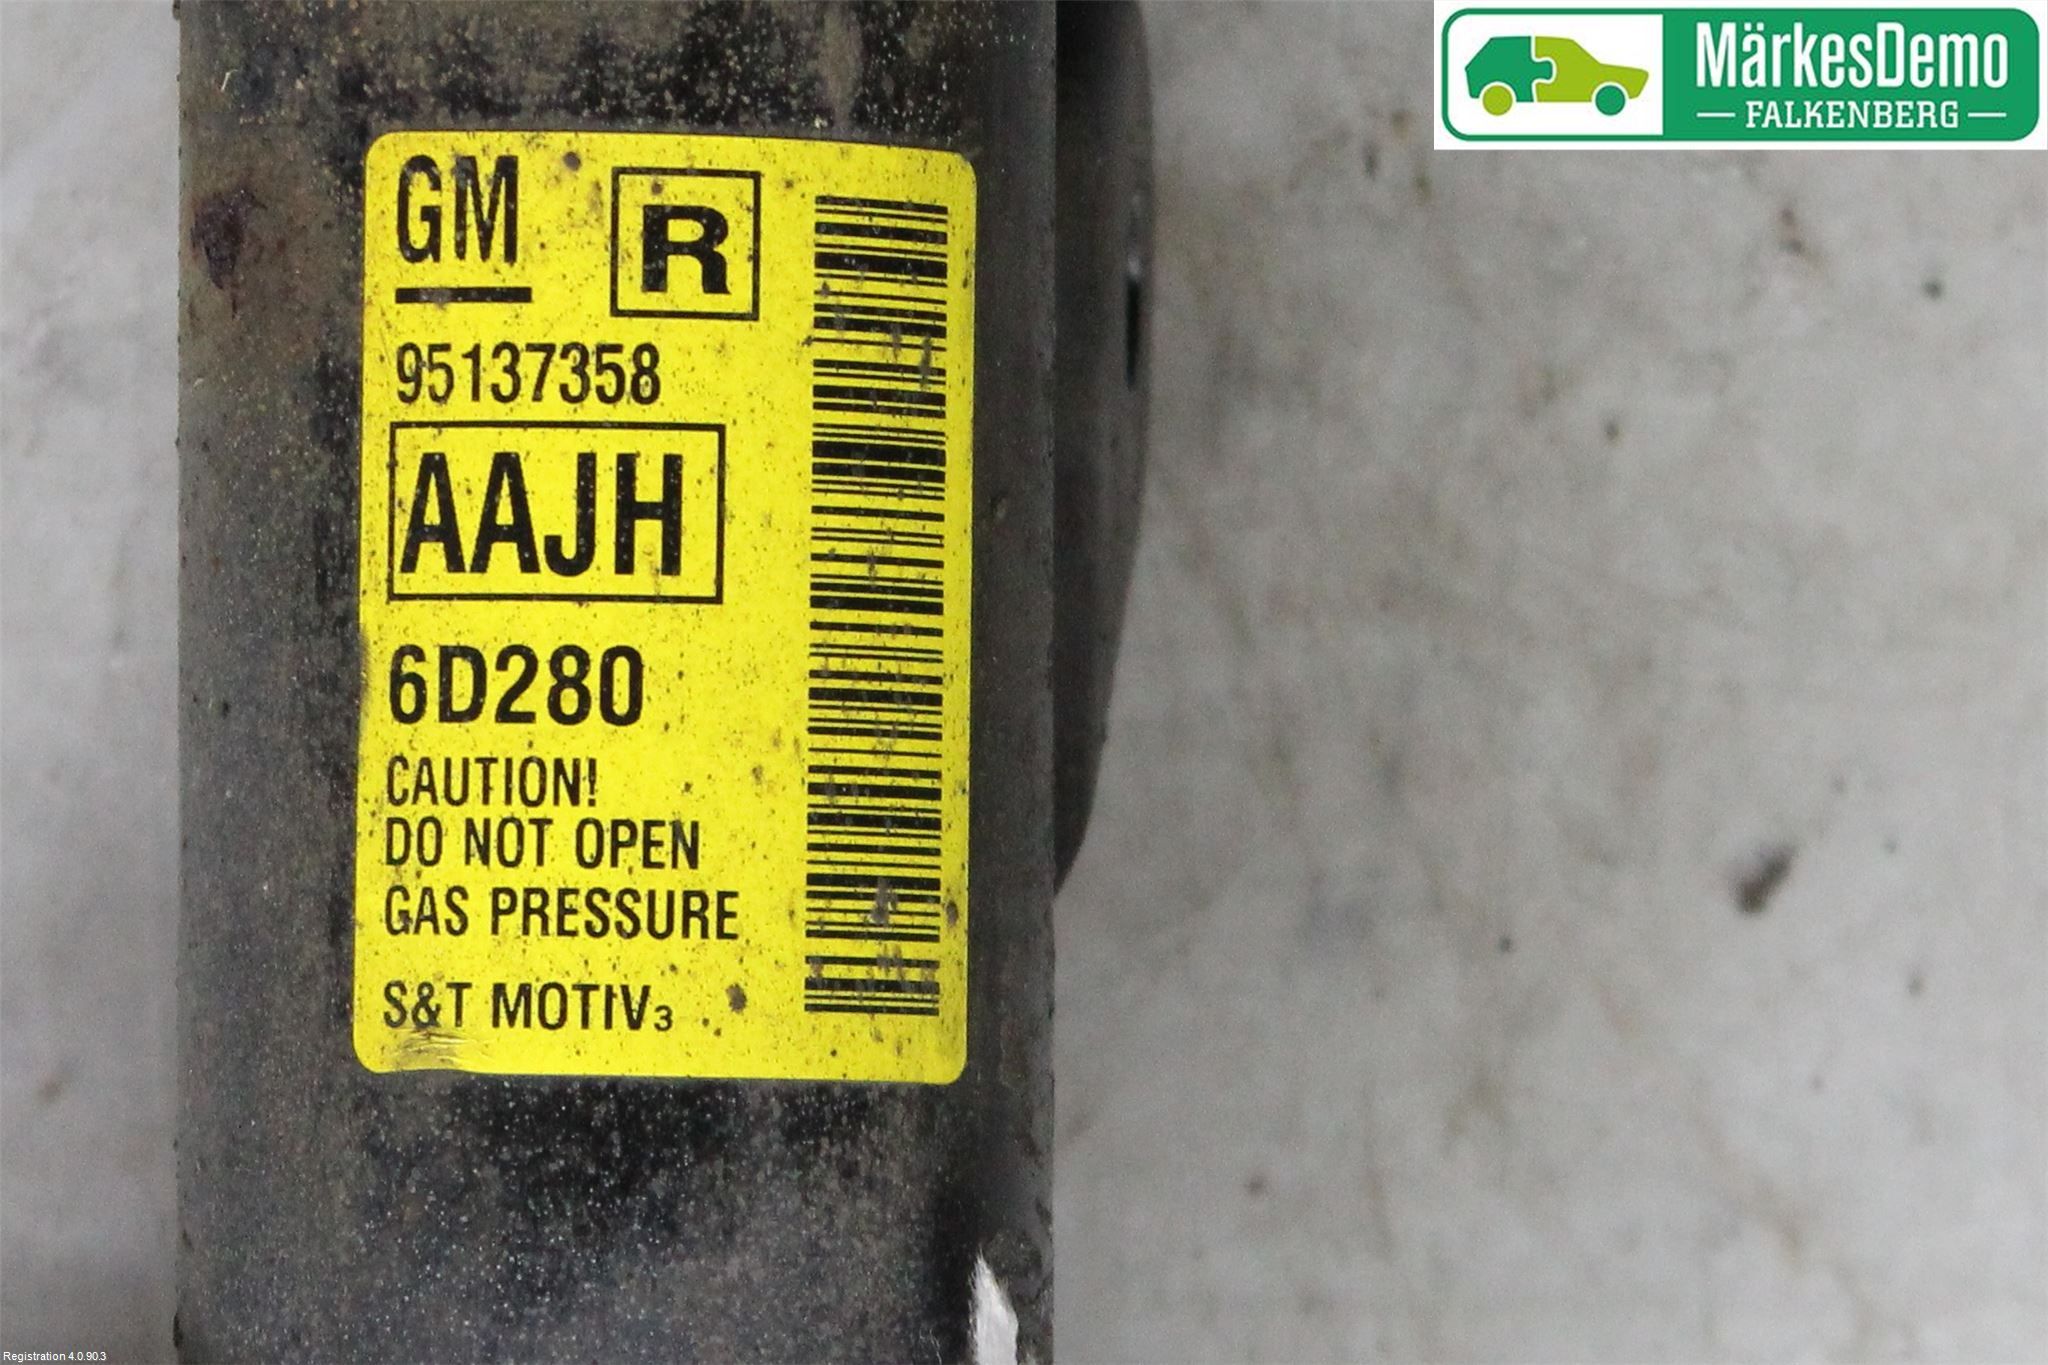 GM R
95137358
AAJH
6D280
CAUTION!
DO NOT OPEN
GAS PRESSURE
S&T MOTIV3
MärkesDemo
FALKENBERG
Registration 4.0.90.3